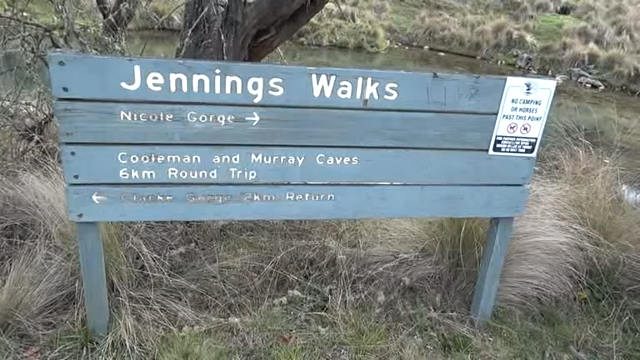 Jennings Walks
Nicole Gorge →
NO CAMPING
OR HORSES
PAST THIS POINT
Cooleman and Murray Caves
6km Round Trip
← Clarke Gorge 2km Return